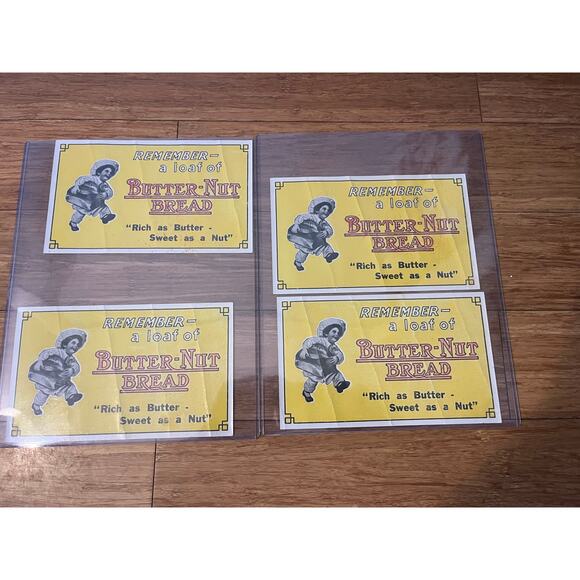 REMEMBER—
a loaf of
BUTTER-NUT
BREAD
"Rich as Butter -
Sweet as a Nut"
REMEMBER—
a loaf of
BUTTER-NUT
BREAD
"Rich as Butter -
Sweet as a Nut"
REMEMBER—
a loaf of
BUTTER-NUT
BREAD
"Rich as Butter -
Sweet as a Nut"
REMEMBER—
a loaf of
BUTTER-NUT
BREAD
"Rich as Butter -
Sweet as a Nut"